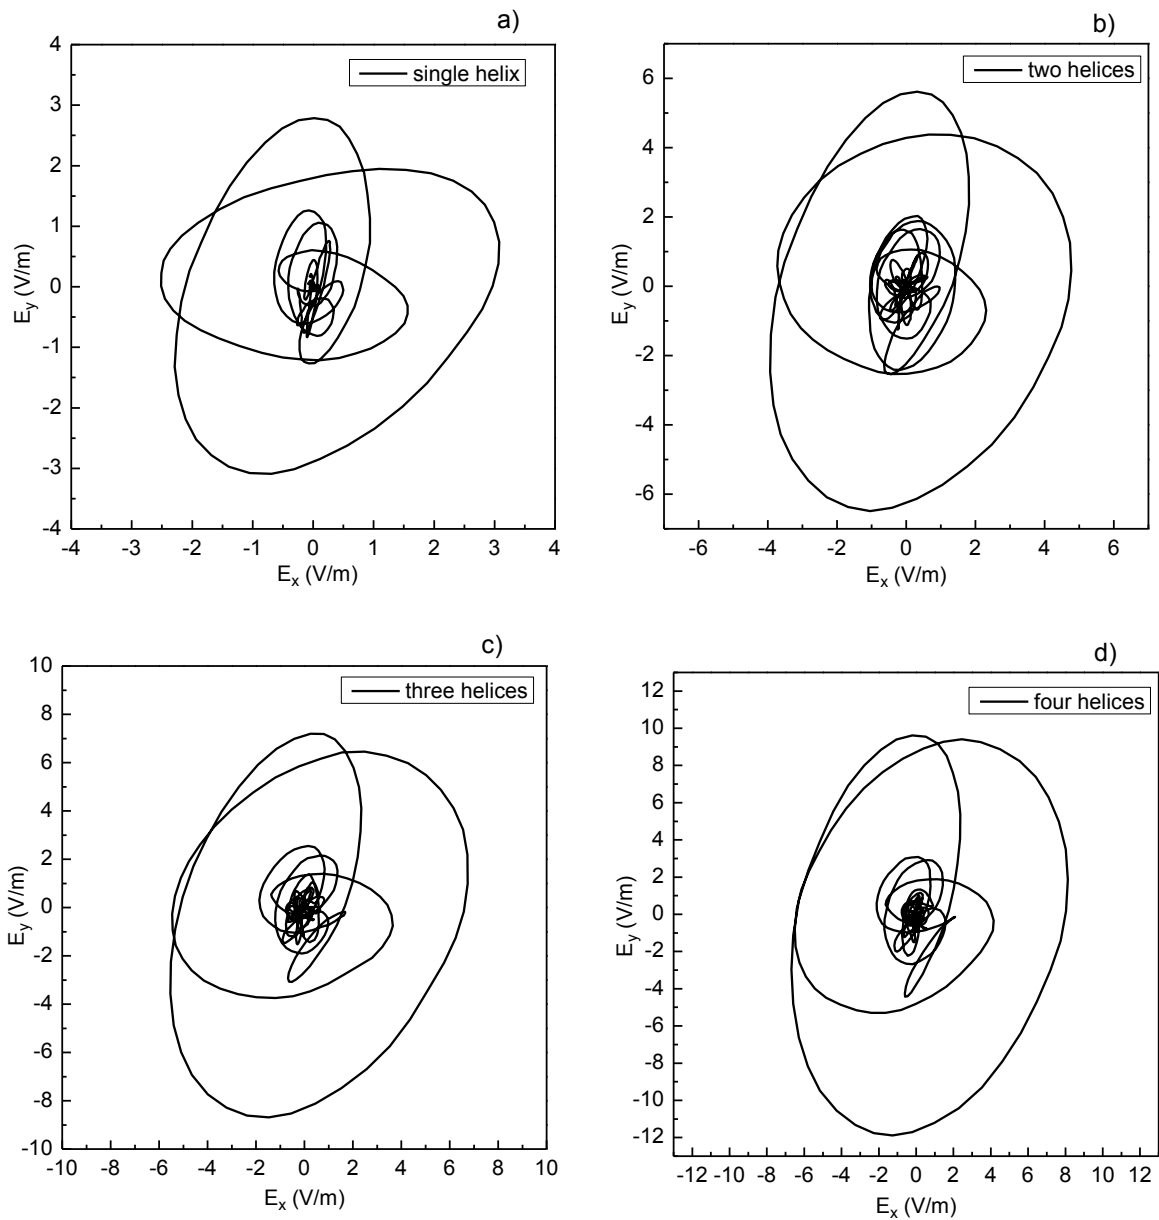 a)
single helix
4
3
2
1
0
-1
-2
-3
-4
E_y (V/m)
-4 -3 -2 -1 0 1 2 3 4
E_x (V/m)
b)
two helices
6
4
2
0
-2
-4
-6
E_y (V/m)
-6 -4 -2 0 2 4 6
E_x (V/m)
c)
three helices
10
8
6
4
2
0
-2
-4
-6
-8
-10
E_y (V/m)
-10 -8 -6 -4 -2 0 2 4 6 8 10
E_x (V/m)
d)
four helices
12
10
8
6
4
2
0
-2
-4
-6
-8
-10
-12
E_y (V/m)
-12 -10 -8 -6 -4 -2 0 2 4 6 8 10 12
E_x (V/m)